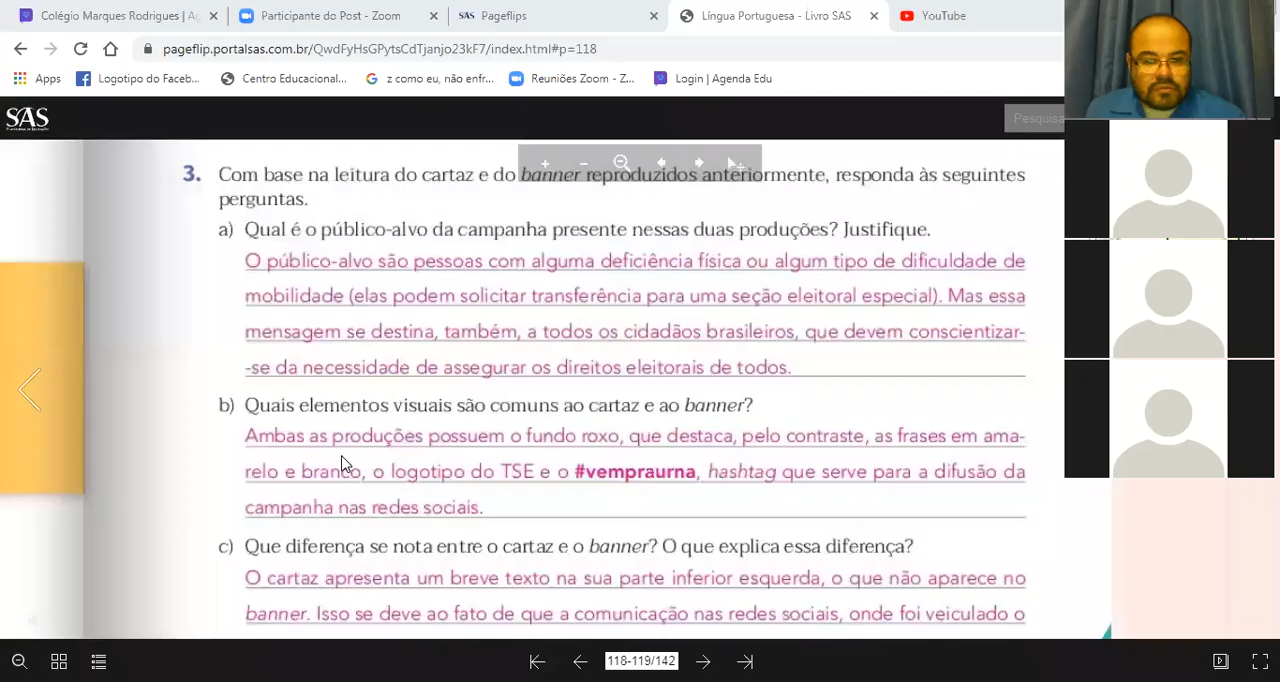 Colégio Marques Rodrigues | Ag
Participante do Post - Zoom
SAS Pageflips
Língua Portuguesa - Livro SAS
YouTube
pageflip.portalsas.com.br/QwdFyHsGPytsCdTjanjo23kF7/index.html#p=118
Apps
Logotipo do Faceb...
Centro Educacional...
z como eu, não enfr...
Reuniões Zoom - Z...
Login | Agenda Edu
SAS
Pesquisa
3. Com base na leitura do cartaz e do banner reproduzidos anteriormente, responda às seguintes
perguntas.
a) Qual é o público-alvo da campanha presente nessas duas produções? Justifique.
O público-alvo são pessoas com alguma deficiência física ou algum tipo de dificuldade de
mobilidade (elas podem solicitar transferência para uma seção eleitoral especial). Mas essa
mensagem se destina, também, a todos os cidadãos brasileiros, que devem conscientizar-
-se da necessidade de assegurar os direitos eleitorais de todos.
b) Quais elementos visuais são comuns ao cartaz e ao banner?
Ambas as produções possuem o fundo roxo, que destaca, pelo contraste, as frases em ama-
relo e branco, o logotipo do TSE e o #vempraurna, hashtag que serve para a difusão da
campanha nas redes sociais.
c) Que diferença se nota entre o cartaz e o banner? O que explica essa diferença?
O cartaz apresenta um breve texto na sua parte inferior esquerda, o que não aparece no
banner. Isso se deve ao fato de que a comunicação nas redes sociais, onde foi veiculado o
118-119/142